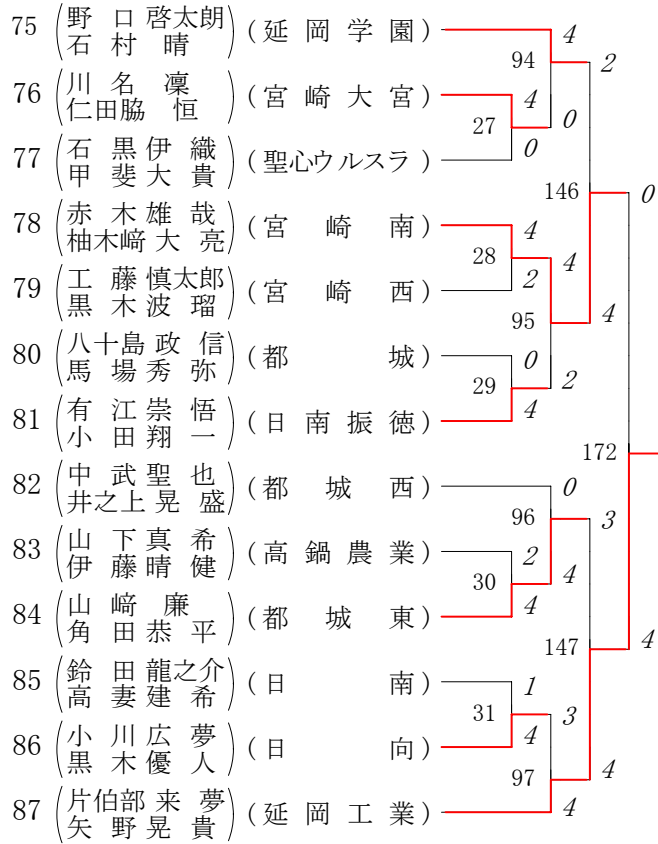 75 (野口啓太朗 石村晴) (延岡学園)
4
94
2
76 (川名凜 仁田脇恒) (宮崎大宮)
4
27
0
77 (石黒伊織 甲斐大貴) (聖心ウルスラ)
0
146
0
78 (赤木雄哉 柚木﨑大亮) (宮崎南)
4
28
4
79 (工藤慎太郎 黒木波瑠) (宮崎西)
2
95
4
80 (八十島政信 馬場秀弥) (都城)
0
29
2
81 (有江崇悟 小田翔一) (日南振徳)
4
172
82 (中武聖也 井之上晃盛) (都城西)
0
96
3
83 (山下真希 伊藤晴健) (高鍋農業)
2
30
4
84 (山﨑廉 角田恭平) (都城東)
4
147
4
85 (鈴田龍之介 高妻建希) (日南)
1
31
3
86 (小川広夢 黒木優人) (日向)
4
97
4
87 (片伯部来夢 矢野晃貴) (延岡工業)
4